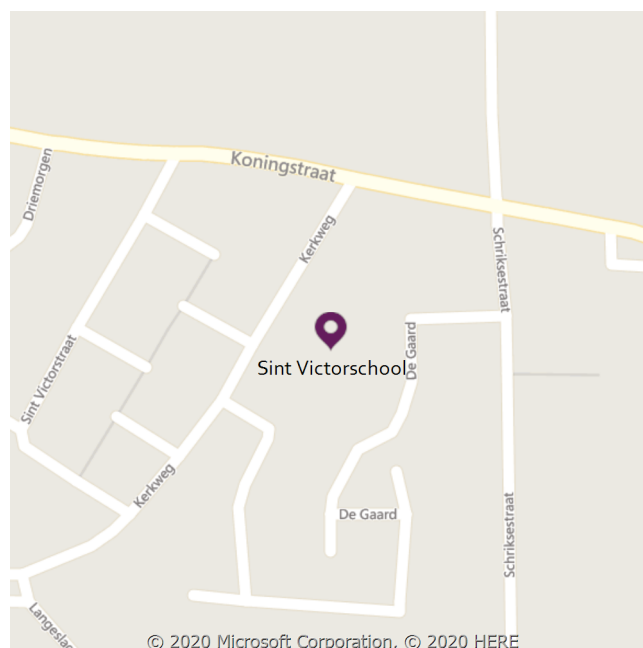 Koningstraat
Driemorgen
Kerkweg
Schriksestraat
Sint Victorstraat
De Gaard
Sint Victorschool
Kerkweg
De Gaard
Schriksestraat
© 2020 Microsoft Corporation, © 2020 HERE